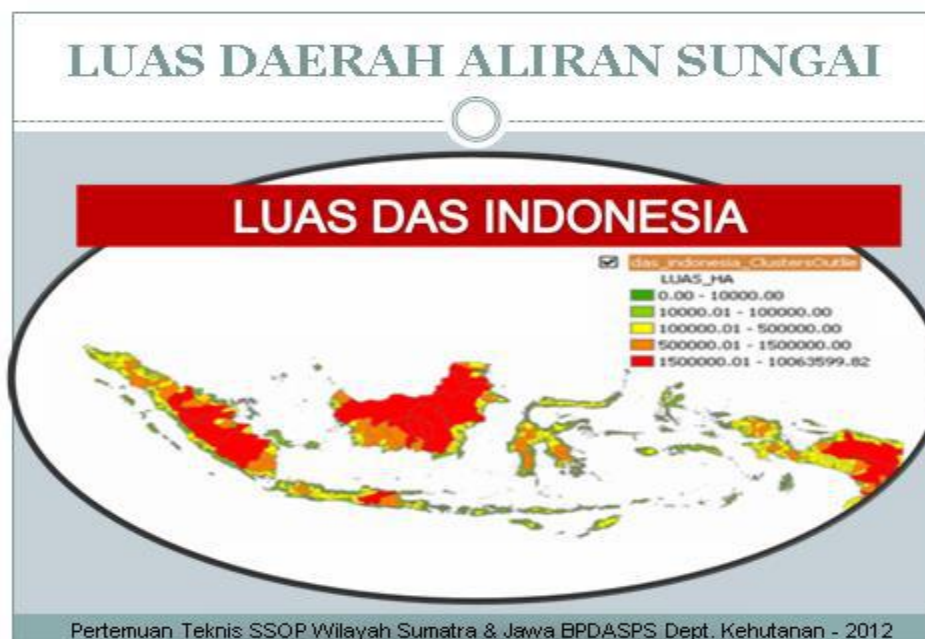 LUAS DAERAH ALIRAN SUNGAI
LUAS DAS INDONESIA
das_indonesia_ClustersOutlie
LUAS_HA
0.00 - 10000.00
10000.01 - 100000.00
100000.01 - 500000.00
500000.01 - 1500000.00
1500000.01 - 10063599.82
Pertemuan Teknis SSOP Wilayah Sumatra & Jawa BPDASPS Dept. Kehutanan - 2012